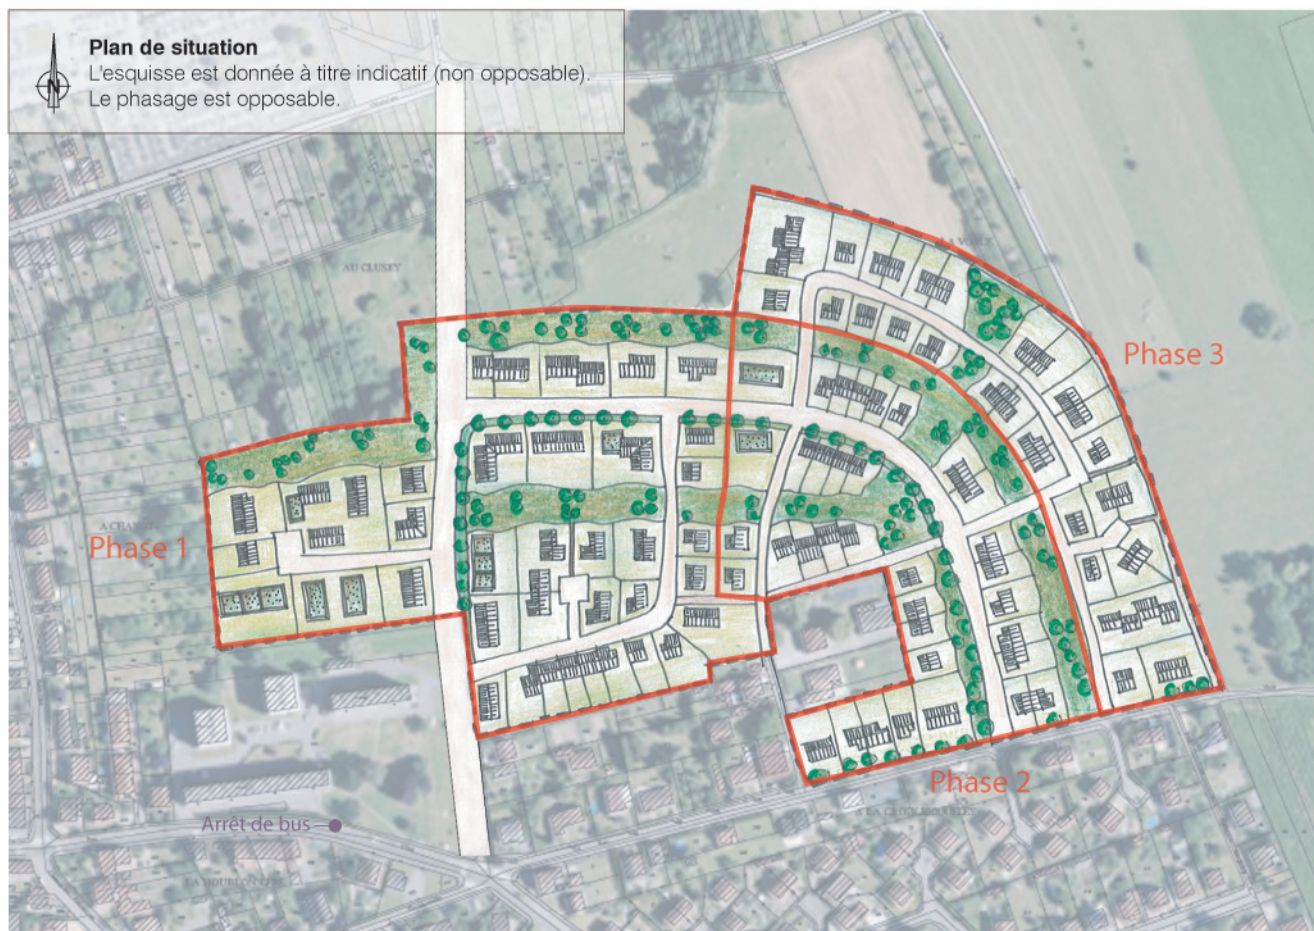 N
Plan de situation
L'esquisse est donnée à titre indicatif (non opposable).
Le phasage est opposable.
AU CLUSEY
Phase 3
Phase 1
Phase 2
Arrêt de bus